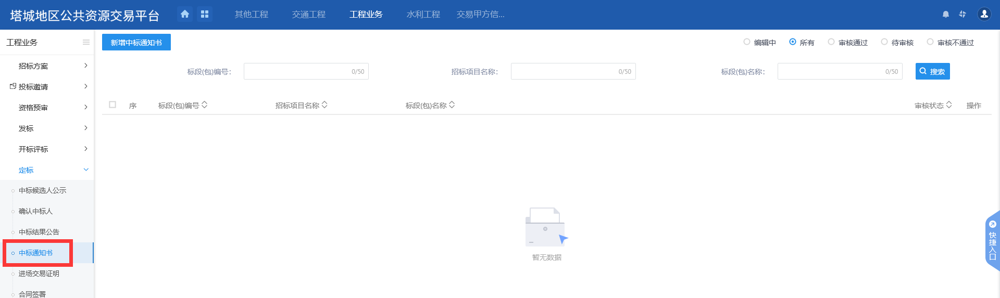 塔城地区公共资源交易平台
其他工程 交通工程 工程业务 水利工程 交易甲方信...
工程业务
新增中标通知书
编辑中 所有 审核通过 待审核 审核不通过
招标方案
标段(包)编号： 0/50 招标项目名称： 0/50 标段(包)名称： 0/50 搜索
投标邀请
资格预审
序 标段(包)编号 招标项目名称 标段(包)名称 审核状态 操作
发标
开标评标
定标
中标候选人公示
确认中标人
中标结果公告
中标通知书
进场交易证明
合同签署
暂无数据
快捷入口